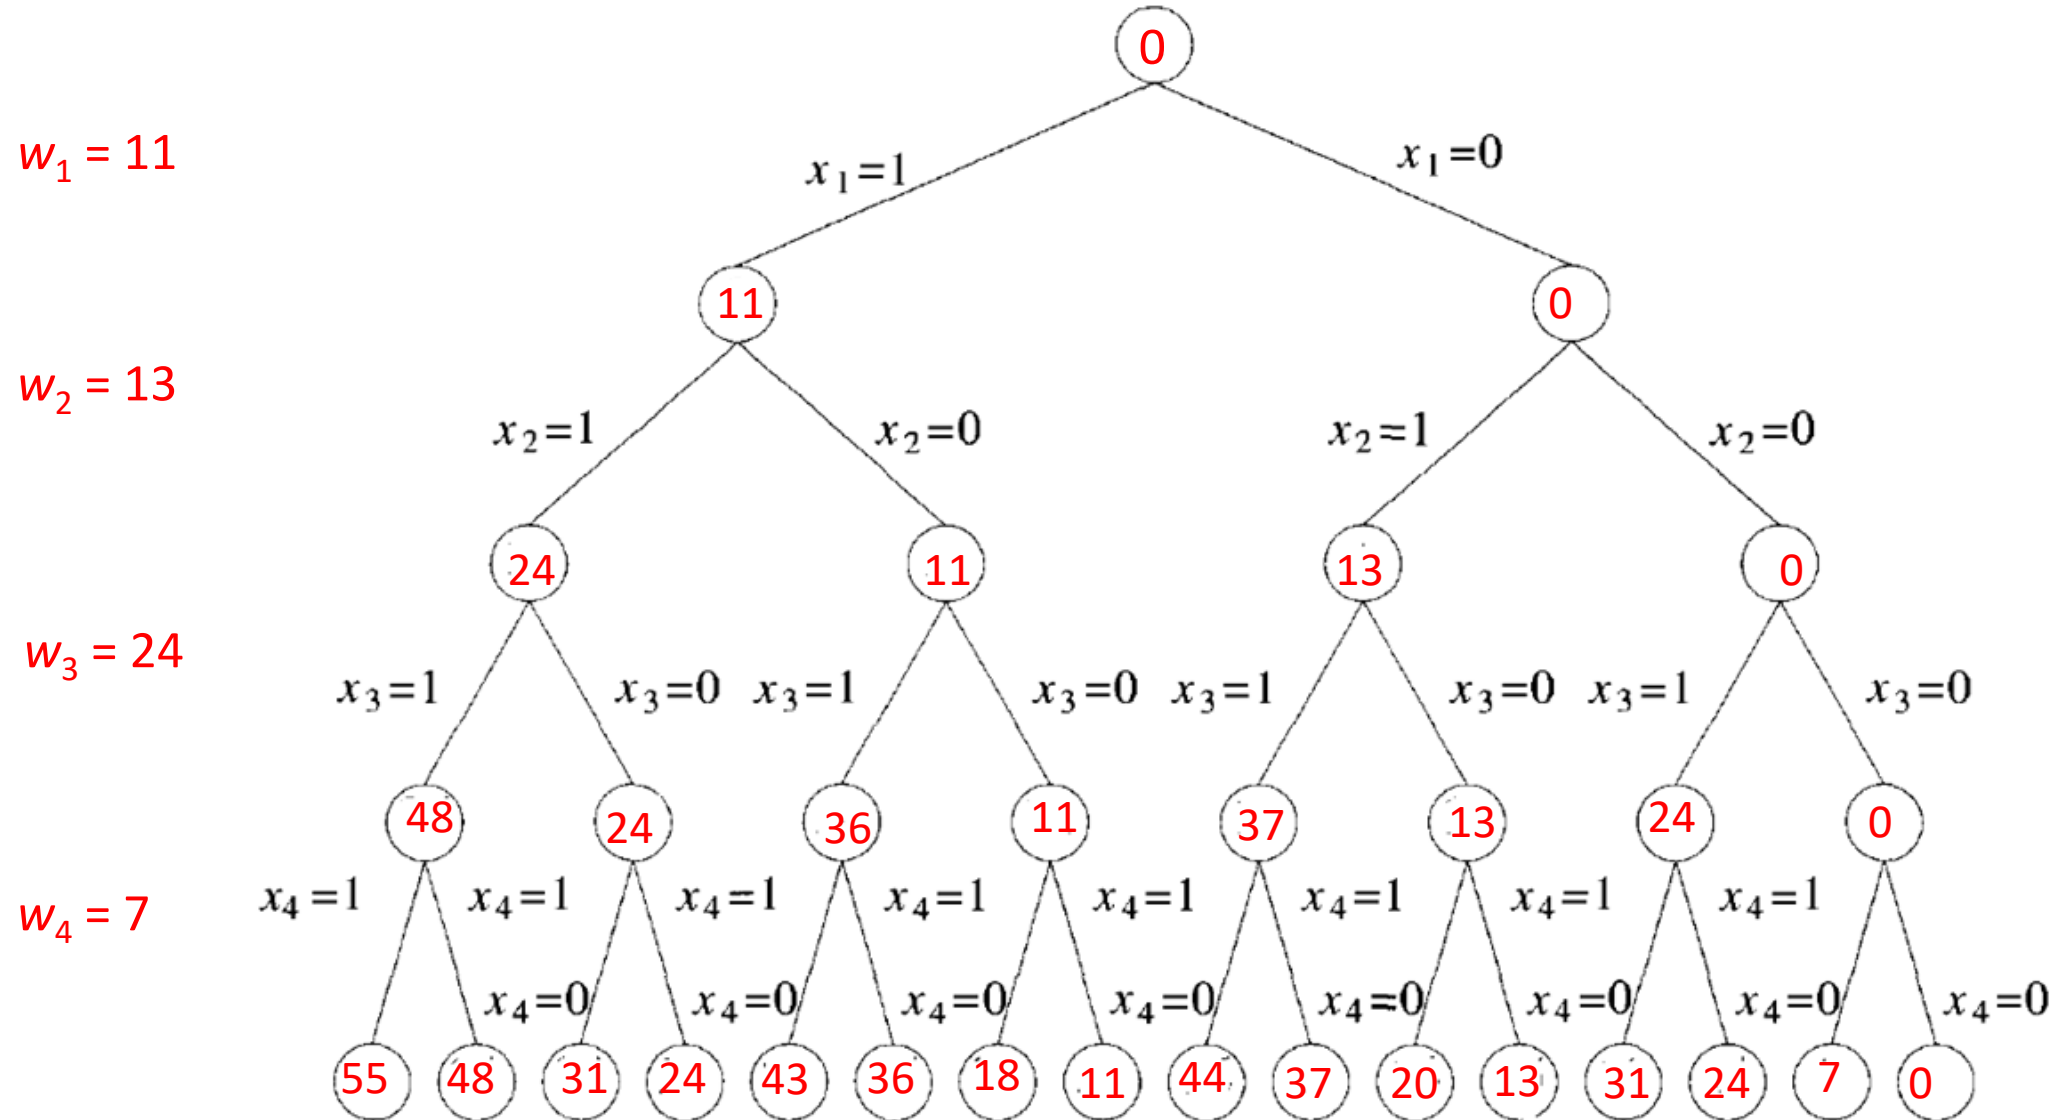 0
w1 = 11
x1=1 x1=0
11 0
w2 = 13
x2=1 x2=0 x2=1 x2=0
24 11 13 0
w3 = 24
x3=1 x3=0 x3=1 x3=0 x3=1 x3=0 x3=1 x3=0
48 24 36 11 37 13 24 0
w4 = 7
x4=1 x4=1 x4=1 x4=1 x4=1 x4=1 x4=1 x4=1
x4=0 x4=0 x4=0 x4=0 x4=0 x4=0 x4=0 x4=0
55 48 31 24 43 36 18 11 44 37 20 13 31 24 7 0